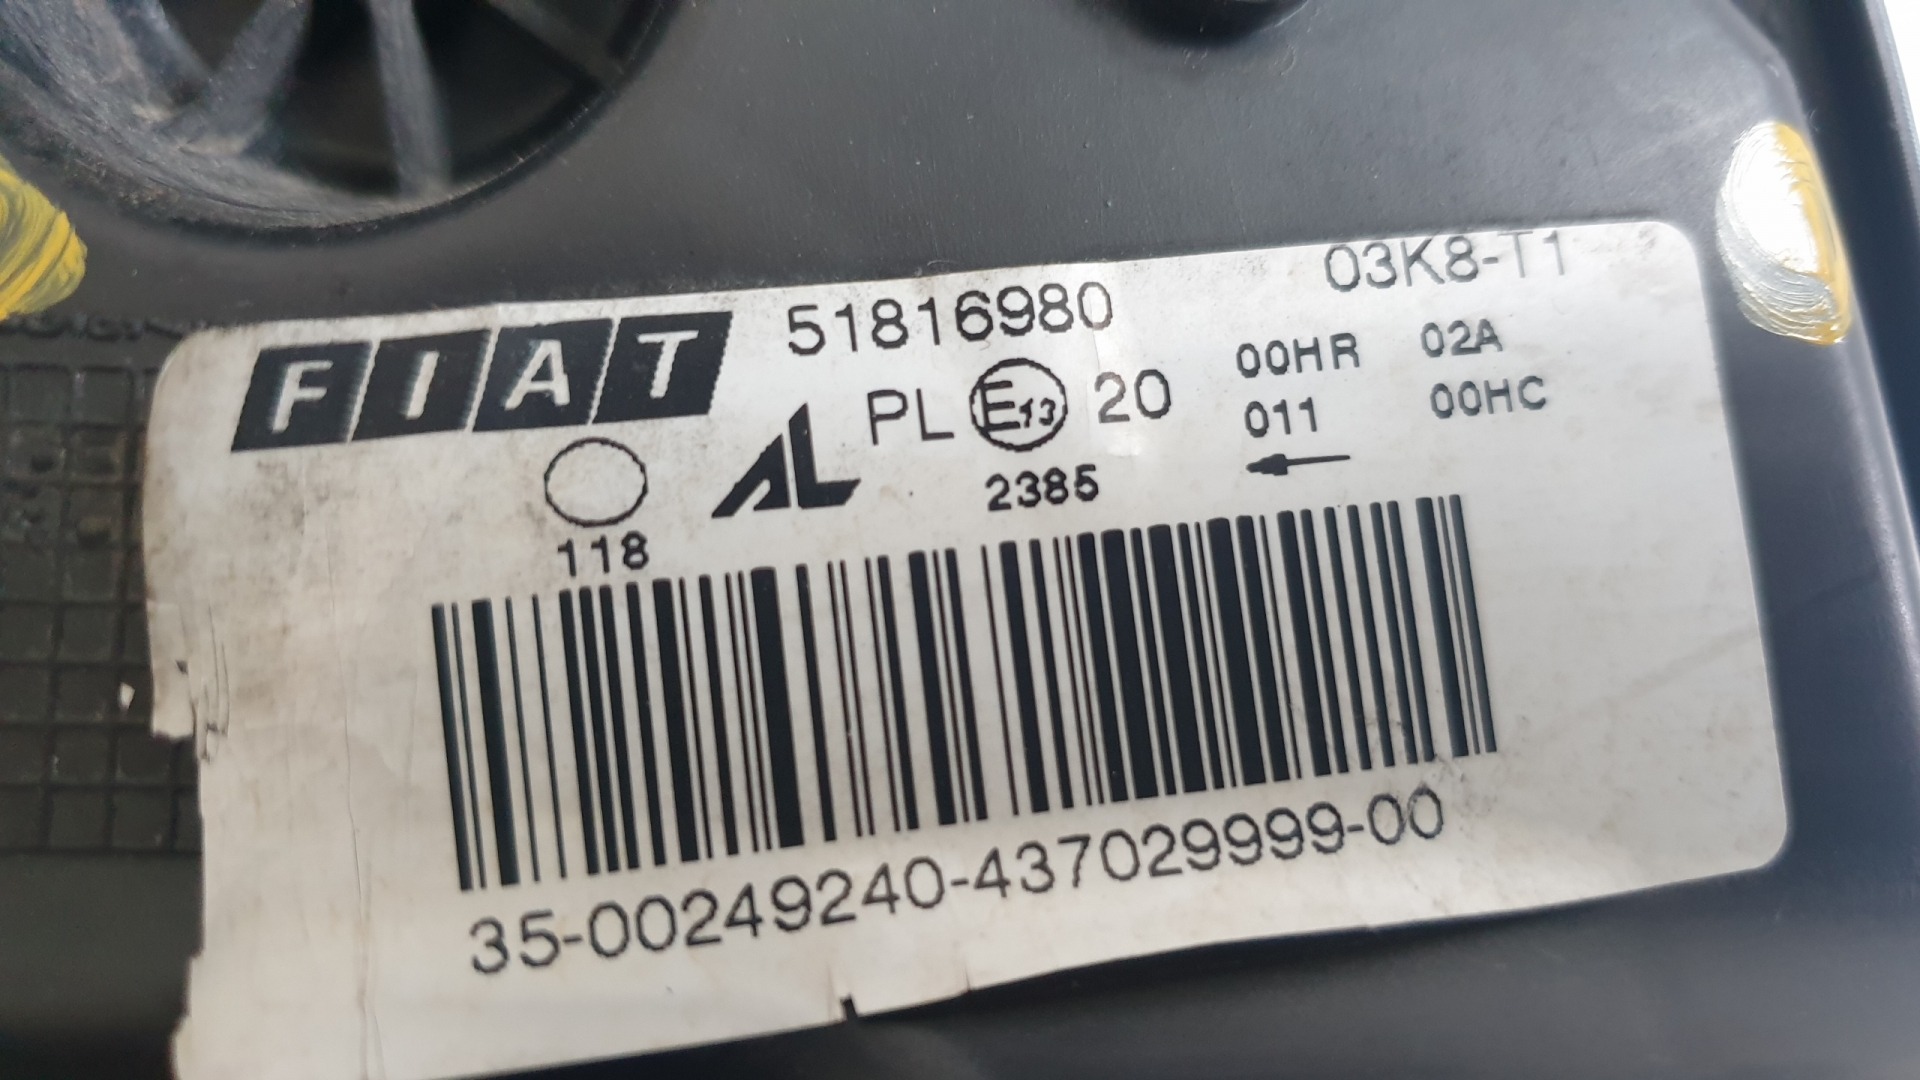 03K8-T1
FIAT 51816980
00HR 02A
AL PL E13 20
011 00HC
118 2385
35-00249240-437029999-00